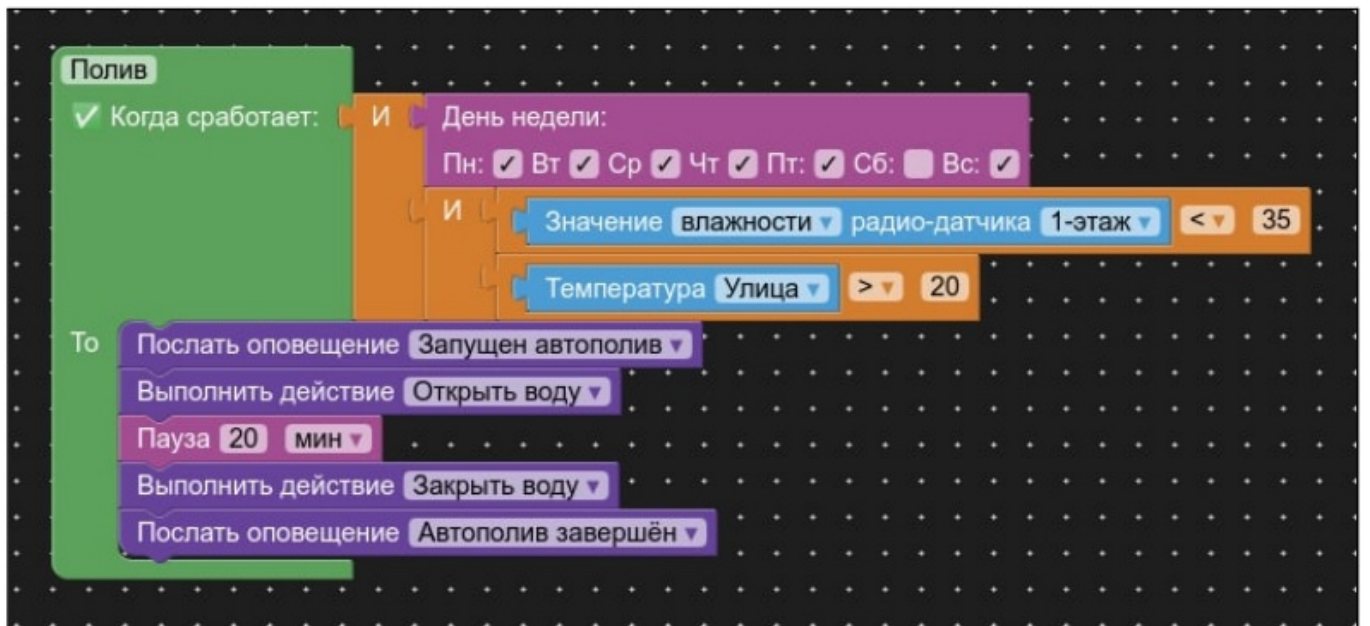 Полив
Когда сработает: И День недели:
Пн: Вт Ср Чт Пт: Сб: Вс:
И Значение влажности радио-датчика 1-этаж < 35
Температура Улица > 20
То Послать оповещение Запущен автополив
Выполнить действие Открыть воду
Пауза 20 мин
Выполнить действие Закрыть воду
Послать оповещение Автополив завершён